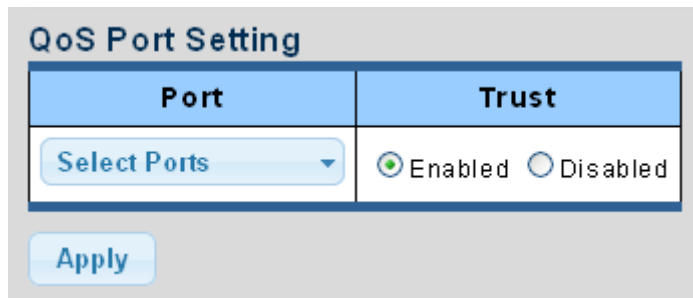 QoS Port Setting
Port Trust
Select Ports Enabled Disabled
Apply